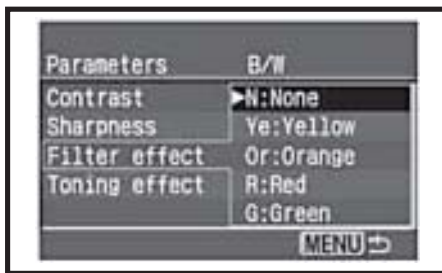 Parameters B/W
Contrast ▶N:None
Sharpness Ye:Yellow
Filter effect Or:Orange
Toning effect R:Red
G:Green
MENU